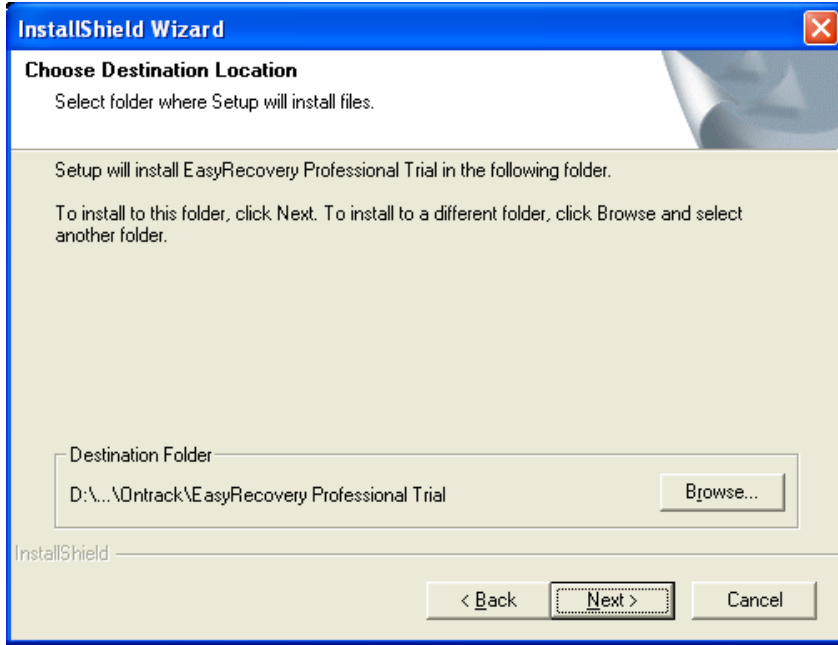 InstallShield Wizard
Choose Destination Location
Select folder where Setup will install files.
Setup will install EasyRecovery Professional Trial in the following folder.
To install to this folder, click Next. To install to a different folder, click Browse and select
another folder.
Destination Folder
D:\...\Ontrack\EasyRecovery Professional Trial
Browse...
InstallShield
< Back
Next >
Cancel